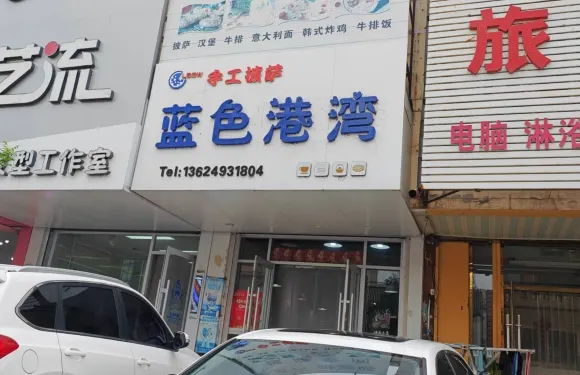 艺流
型工作室
披萨 汉堡 牛排 意大利面 韩式炸鸡 牛排饭
手工披萨
蓝色港湾
Tel:13624931804
旅
电脑 淋浴